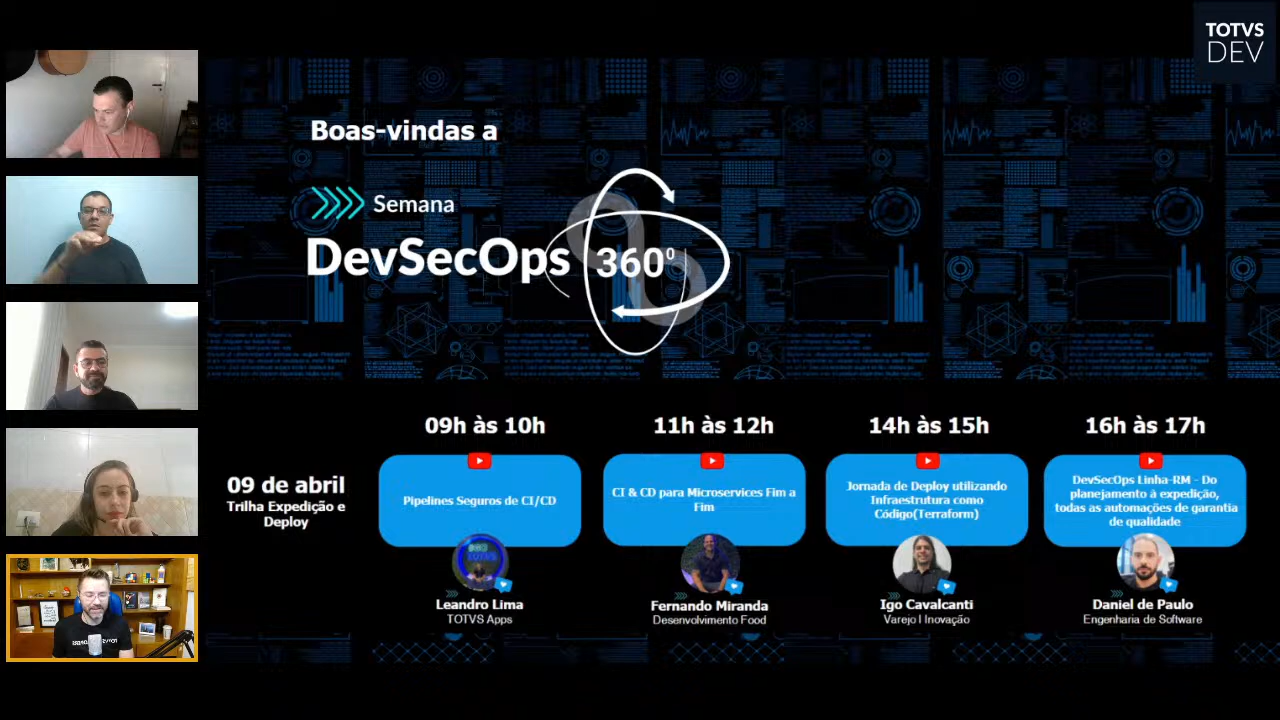 TOTVS
DEV
Boas-vindas a
Semana
DevSecOps
360º
09h às 10h
11h às 12h
14h às 15h
16h às 17h
09 de abril
Trilha Expedição e
Deploy
Pipelines Seguros de CI/CD
CI & CD para Microservices Fim a
Fim
Jornada de Deploy utilizando
Infraestrutura como
Código(Terraform)
DevSecOps Linha-RM - Do
planejamento à expedição,
todas as automações de garantia
de qualidade
Leandro Lima
TOTVS Apps
Fernando Miranda
Desenvolvimento Food
Igo Cavalcanti
Varejo | Inovação
Daniel de Paulo
Engenharia de Software